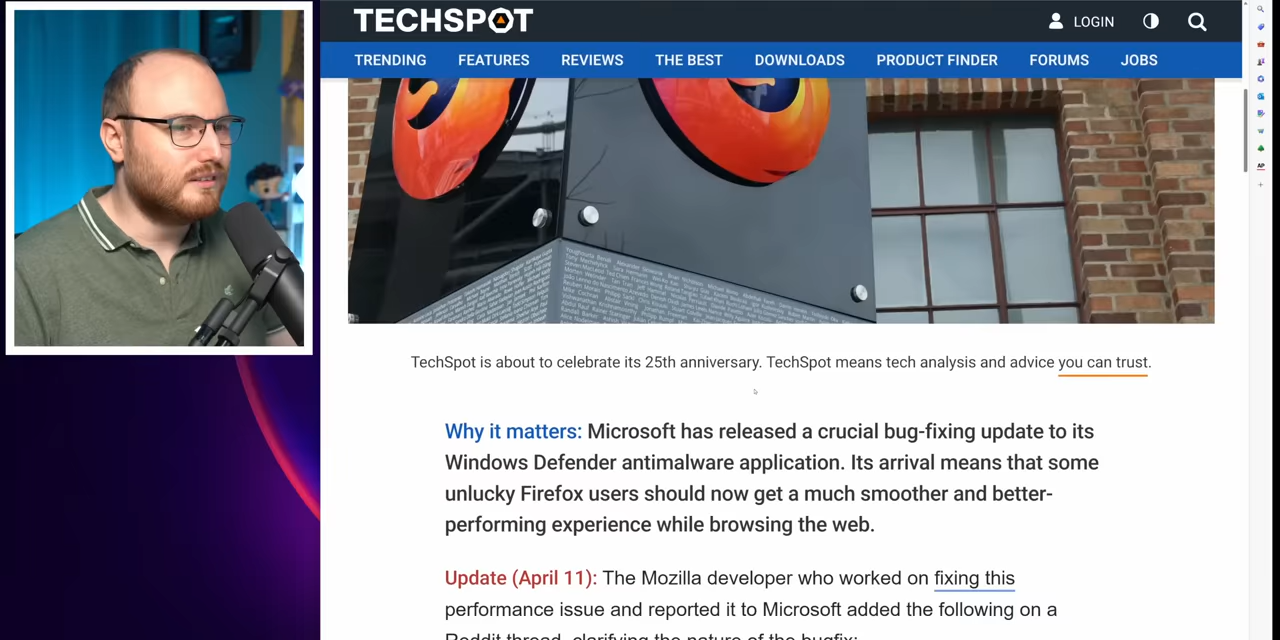 TECHSPOT
LOGIN
TRENDING FEATURES REVIEWS THE BEST DOWNLOADS PRODUCT FINDER FORUMS JOBS
TechSpot is about to celebrate its 25th anniversary. TechSpot means tech analysis and advice you can trust.
Why it matters: Microsoft has released a crucial bug-fixing update to its
Windows Defender antimalware application. Its arrival means that some
unlucky Firefox users should now get a much smoother and better-
performing experience while browsing the web.
Update (April 11): The Mozilla developer who worked on fixing this
performance issue and reported it to Microsoft added the following on a
Reddit thread, clarifying the nature of the bugfix: